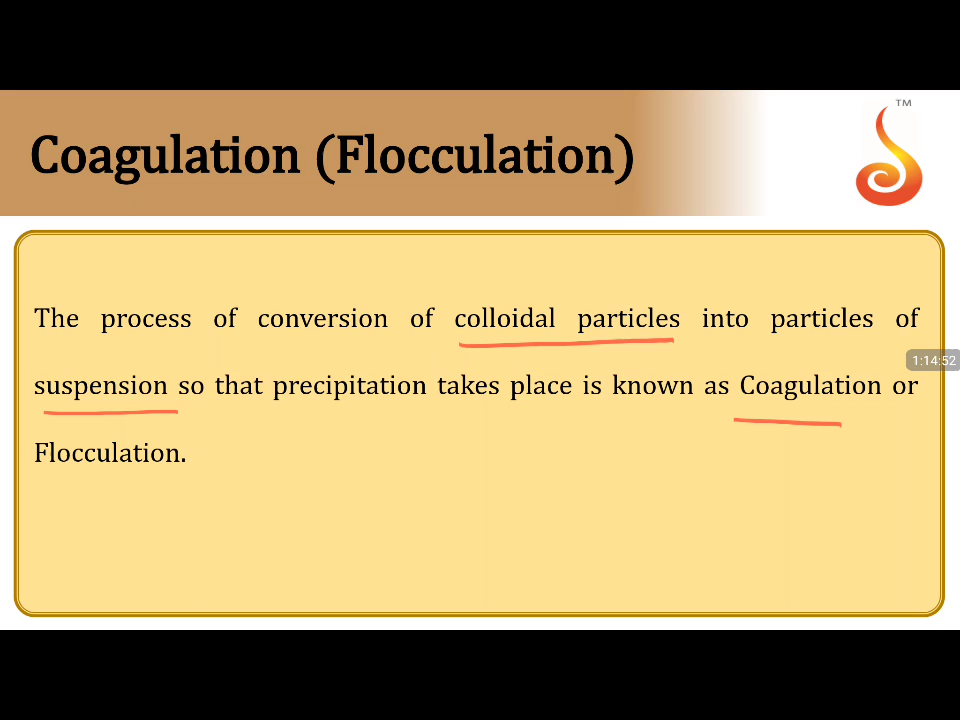 TM
Coagulation (Flocculation)
The process of conversion of colloidal particles into particles of
1:14:52
suspension so that precipitation takes place is known as Coagulation or
Flocculation.